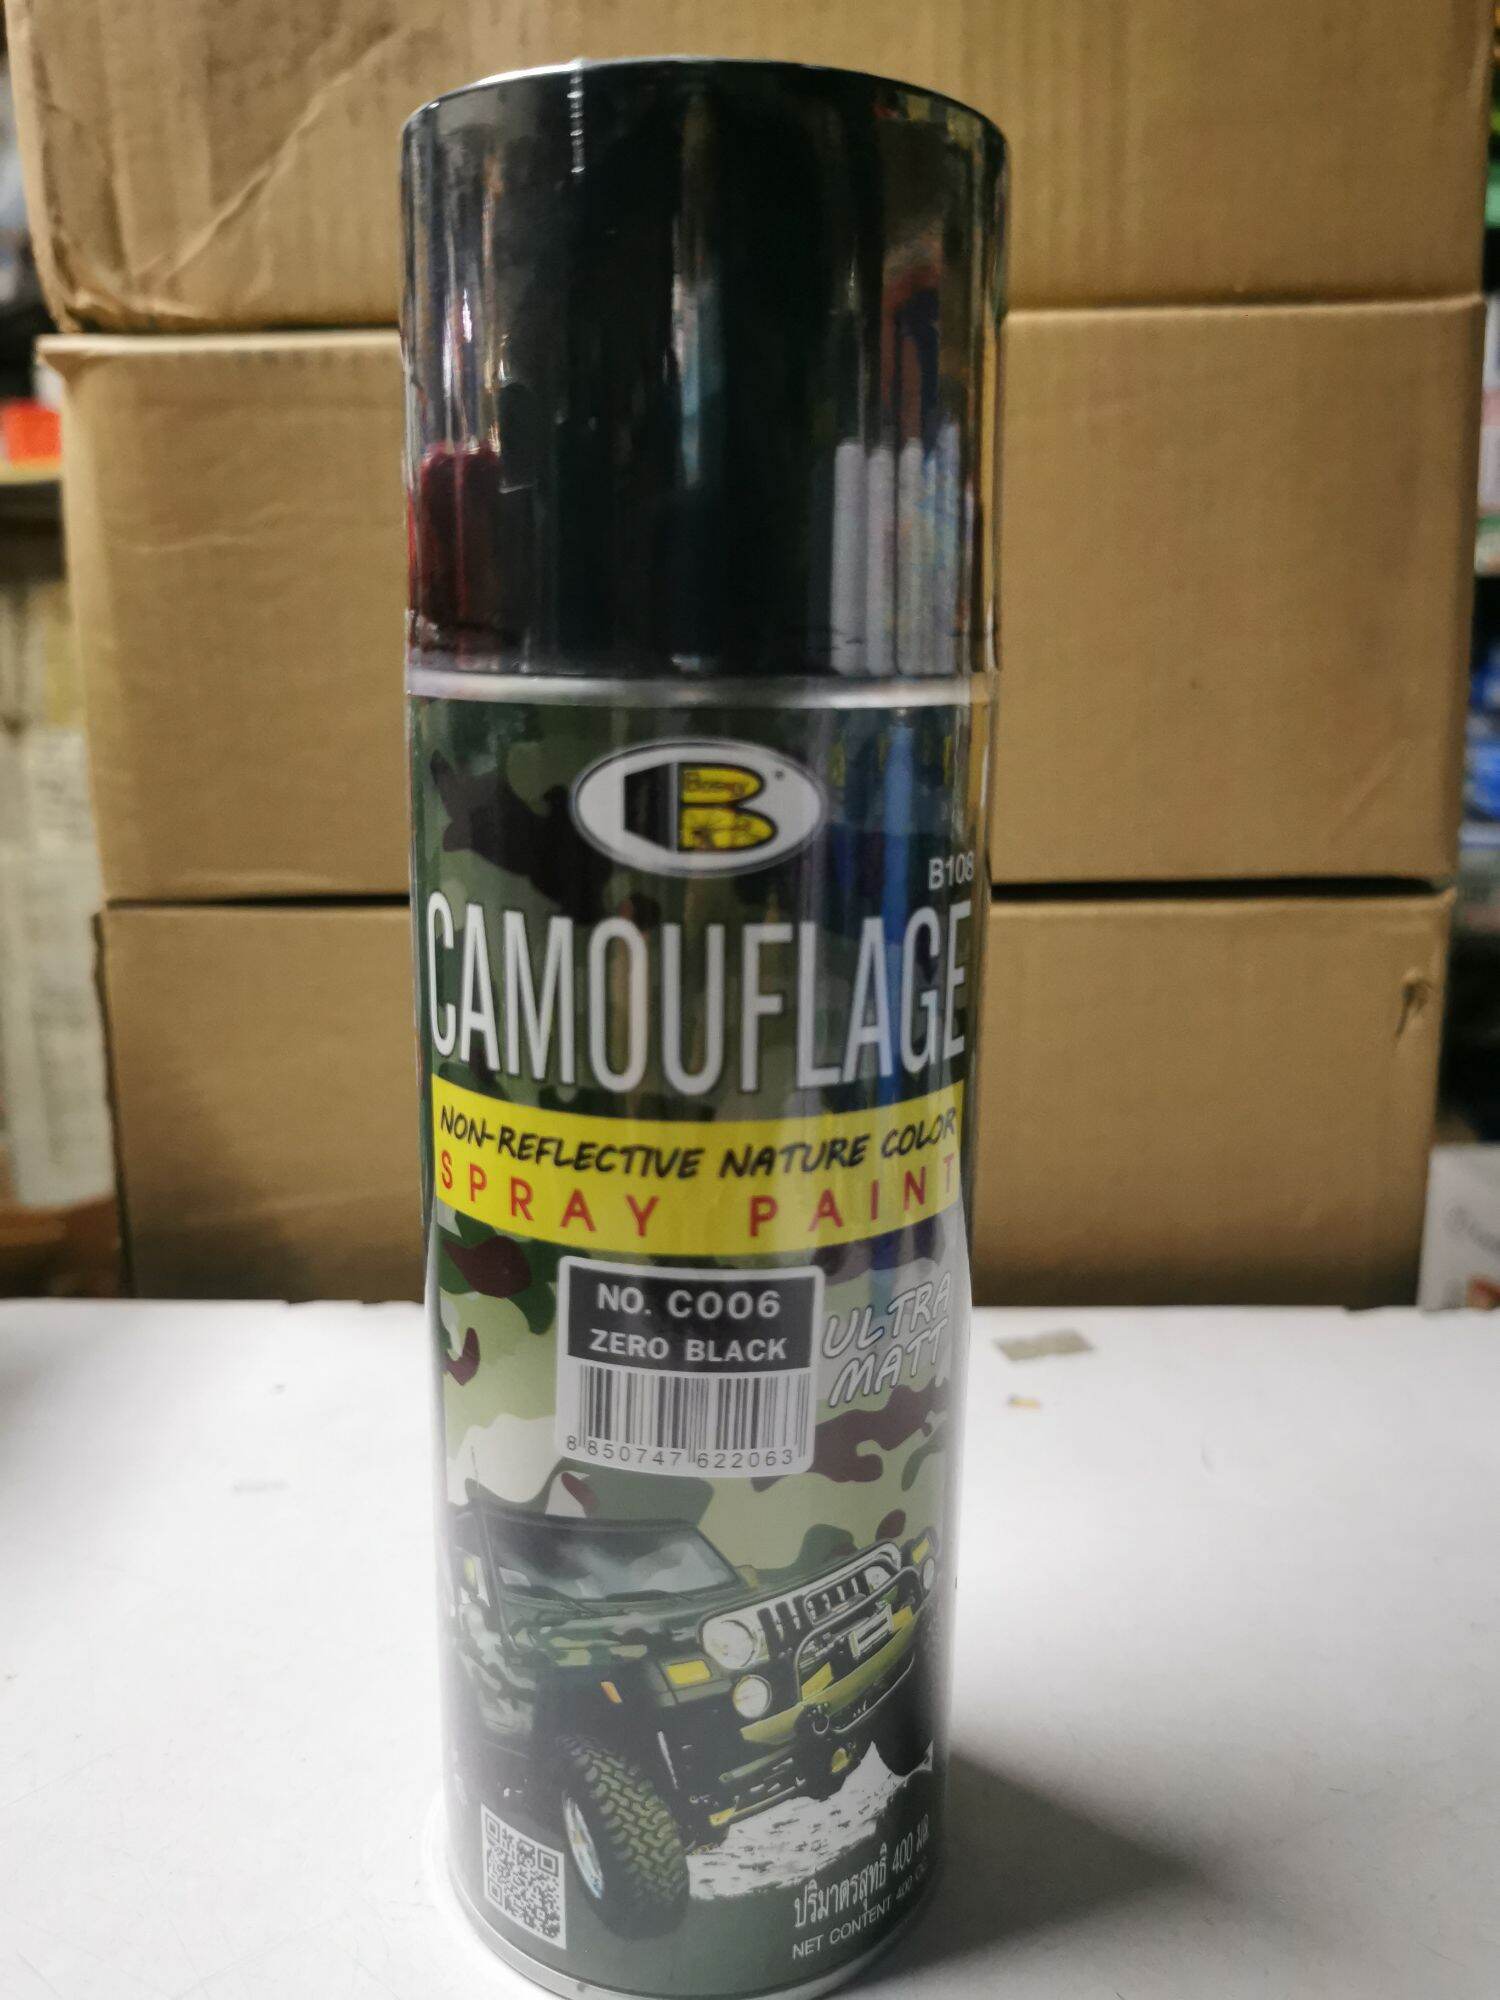 Bosny
B108
CAMOUFLAGE
NON-REFLECTIVE NATURE COLOR
SPRAY PAINT
NO. C006
ZERO BLACK
ULTRA
MATT
8 850747 622063
ปริมาตรสุทธิ 400 มล.
NET CONTENT 400 CC.